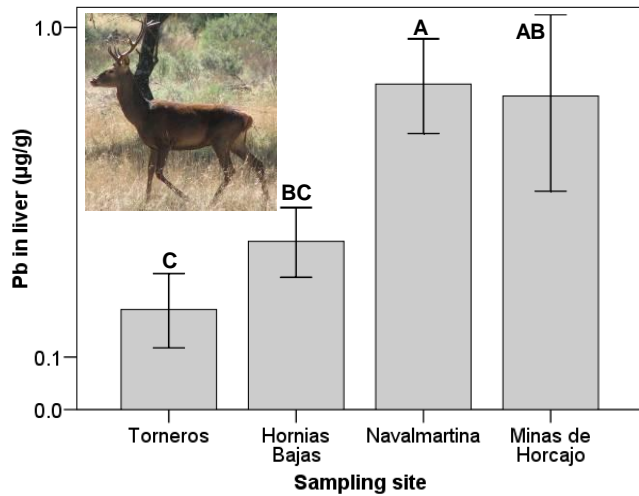 1.0
A
AB
BC
C
0.1
0.0
Pb in liver (µg/g)
Torneros
Hornias
Bajas
Navalmartina
Minas de
Horcajo
Sampling site